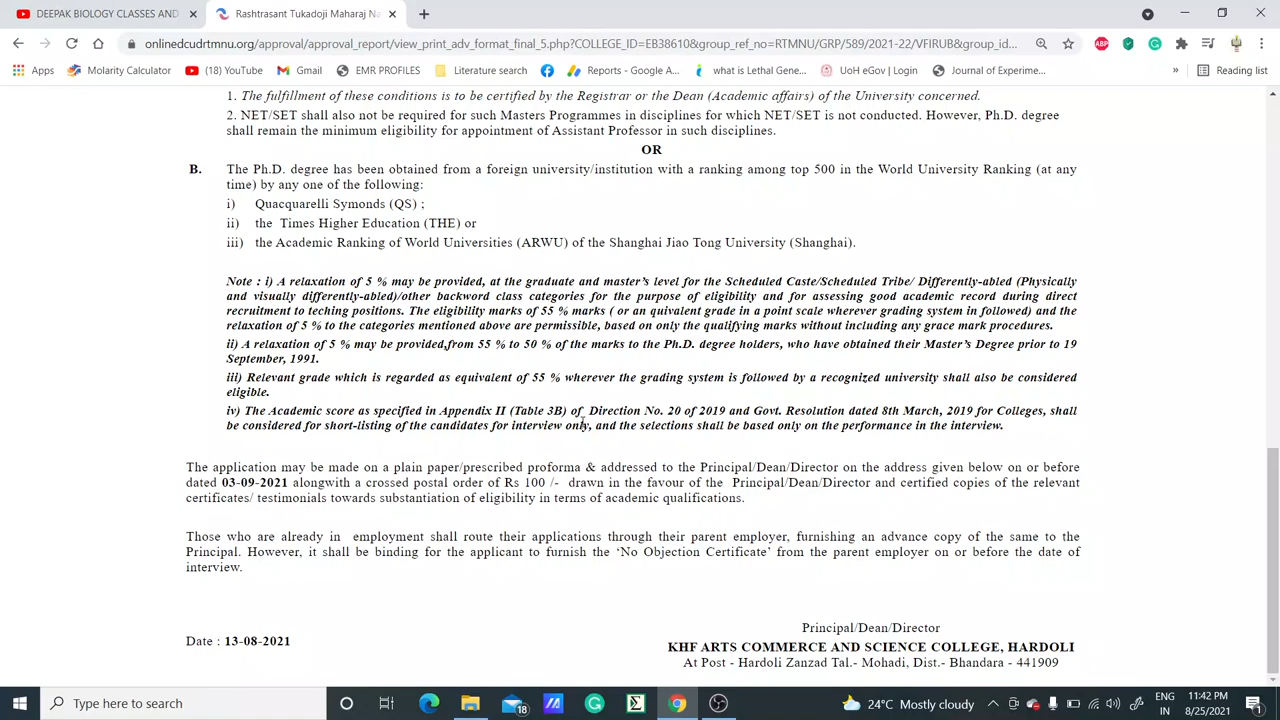 DEEPAK BIOLOGY CLASSES AND
Rashtrasant Tukadoji Maharaj Na
onlinedcudrtmnu.org/approval/approval_report/view_print_adv_format_final_5.php?COLLEGE_ID=EB38610&group_ref_no=RTMNU/GRP/589/2021-22/VFIRUB&group_id...
Apps Molarity Calculator (18) YouTube Gmail EMR PROFILES Literature search Reports - Google A... what is Lethal Gene... UoH eGov | Login Journal of Experime... » Reading list
1. The fulfillment of these conditions is to be certified by the Registrar or the Dean (Academic affairs) of the University concerned.
2. NET/SET shall also not be required for such Masters Programmes in disciplines for which NET/SET is not conducted. However, Ph.D. degree
shall remain the minimum eligibility for appointment of Assistant Professor in such disciplines.
OR
B. The Ph.D. degree has been obtained from a foreign university/institution with a ranking among top 500 in the World University Ranking (at any
time) by any one of the following:
i) Quacquarelli Symonds (QS) ;
ii) the Times Higher Education (THE) or
iii) the Academic Ranking of World Universities (ARWU) of the Shanghai Jiao Tong University (Shanghai).
Note : i) A relaxation of 5 % may be provided, at the graduate and master's level for the Scheduled Caste/Scheduled Tribe/ Differently-abled (Physically
and visually differently-abled)/other backword class categories for the purpose of eligibility and for assessing good academic record during direct
recruitment to teching positions. The eligibility marks of 55 % marks ( or an quivalent grade in a point scale wherever grading system in followed) and the
relaxation of 5 % to the categories mentioned above are permissible, based on only the qualifying marks without including any grace mark procedures.
ii) A relaxation of 5 % may be provided,from 55 % to 50 % of the marks to the Ph.D. degree holders, who have obtained their Master's Degree prior to 19
September, 1991.
iii) Relevant grade which is regarded as equivalent of 55 % wherever the grading system is followed by a recognized university shall also be considered
eligible.
iv) The Academic score as specified in Appendix II (Table 3B) of Direction No. 20 of 2019 and Govt. Resolution dated 8th March, 2019 for Colleges, shall
be considered for short-listing of the candidates for interview only, and the selections shall be based only on the performance in the interview.
The application may be made on a plain paper/prescribed proforma & addressed to the Principal/Dean/Director on the address given below on or before
dated 03-09-2021 alongwith a crossed postal order of Rs 100 /- drawn in the favour of the Principal/Dean/Director and certified copies of the relevant
certificates/ testimonials towards substantiation of eligibility in terms of academic qualifications.
Those who are already in employment shall route their applications through their parent employer, furnishing an advance copy of the same to the
Principal. However, it shall be binding for the applicant to furnish the 'No Objection Certificate' from the parent employer on or before the date of
interview.
Principal/Dean/Director
Date : 13-08-2021
KHF ARTS COMMERCE AND SCIENCE COLLEGE, HARDOLI
At Post - Hardoli Zanzad Tal.- Mohadi, Dist.- Bhandara - 441909
Type here to search
18
24°C Mostly cloudy
ENG
IN
11:42 PM
8/25/2021
1